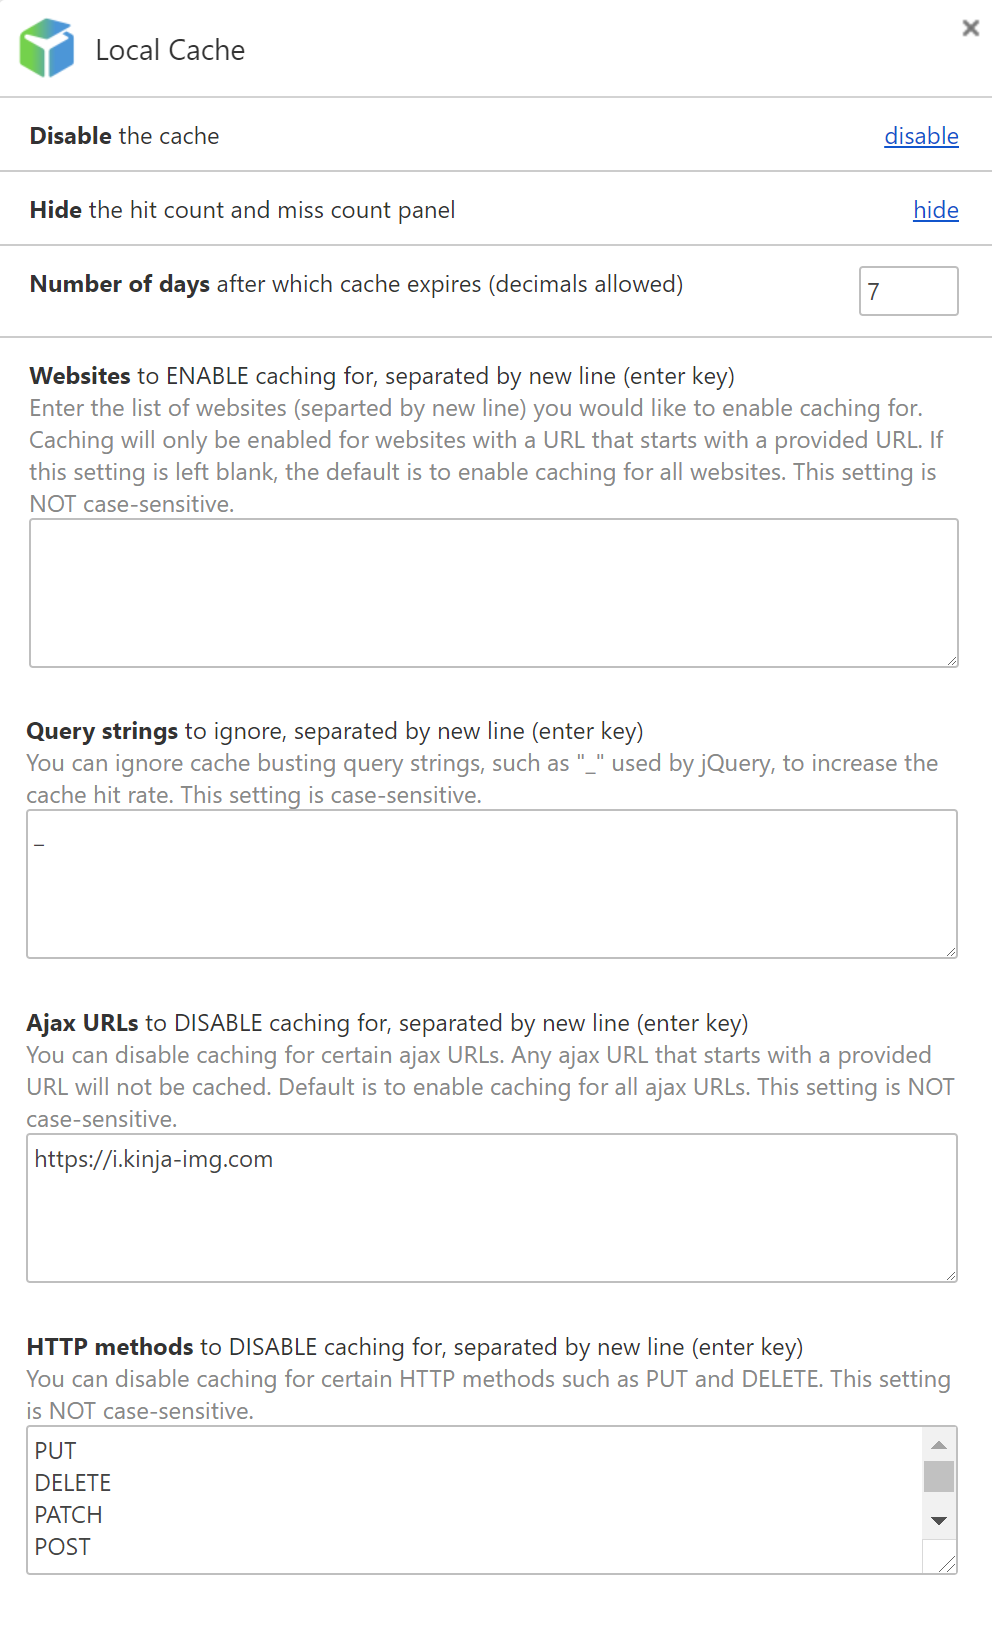 Local Cache
Disable the cache disable
Hide the hit count and miss count panel hide
Number of days after which cache expires (decimals allowed) 7
Websites to ENABLE caching for, separated by new line (enter key)
Enter the list of websites (separted by new line) you would like to enable caching for.
Caching will only be enabled for websites with a URL that starts with a provided URL. If
this setting is left blank, the default is to enable caching for all websites. This setting is
NOT case-sensitive.
Query strings to ignore, separated by new line (enter key)
You can ignore cache busting query strings, such as "_" used by jQuery, to increase the
cache hit rate. This setting is case-sensitive.
_
Ajax URLs to DISABLE caching for, separated by new line (enter key)
You can disable caching for certain ajax URLs. Any ajax URL that starts with a provided
URL will not be cached. Default is to enable caching for all ajax URLs. This setting is NOT
case-sensitive.
https://i.kinja-img.com
HTTP methods to DISABLE caching for, separated by new line (enter key)
You can disable caching for certain HTTP methods such as PUT and DELETE. This setting
is NOT case-sensitive.
PUT
DELETE
PATCH
POST